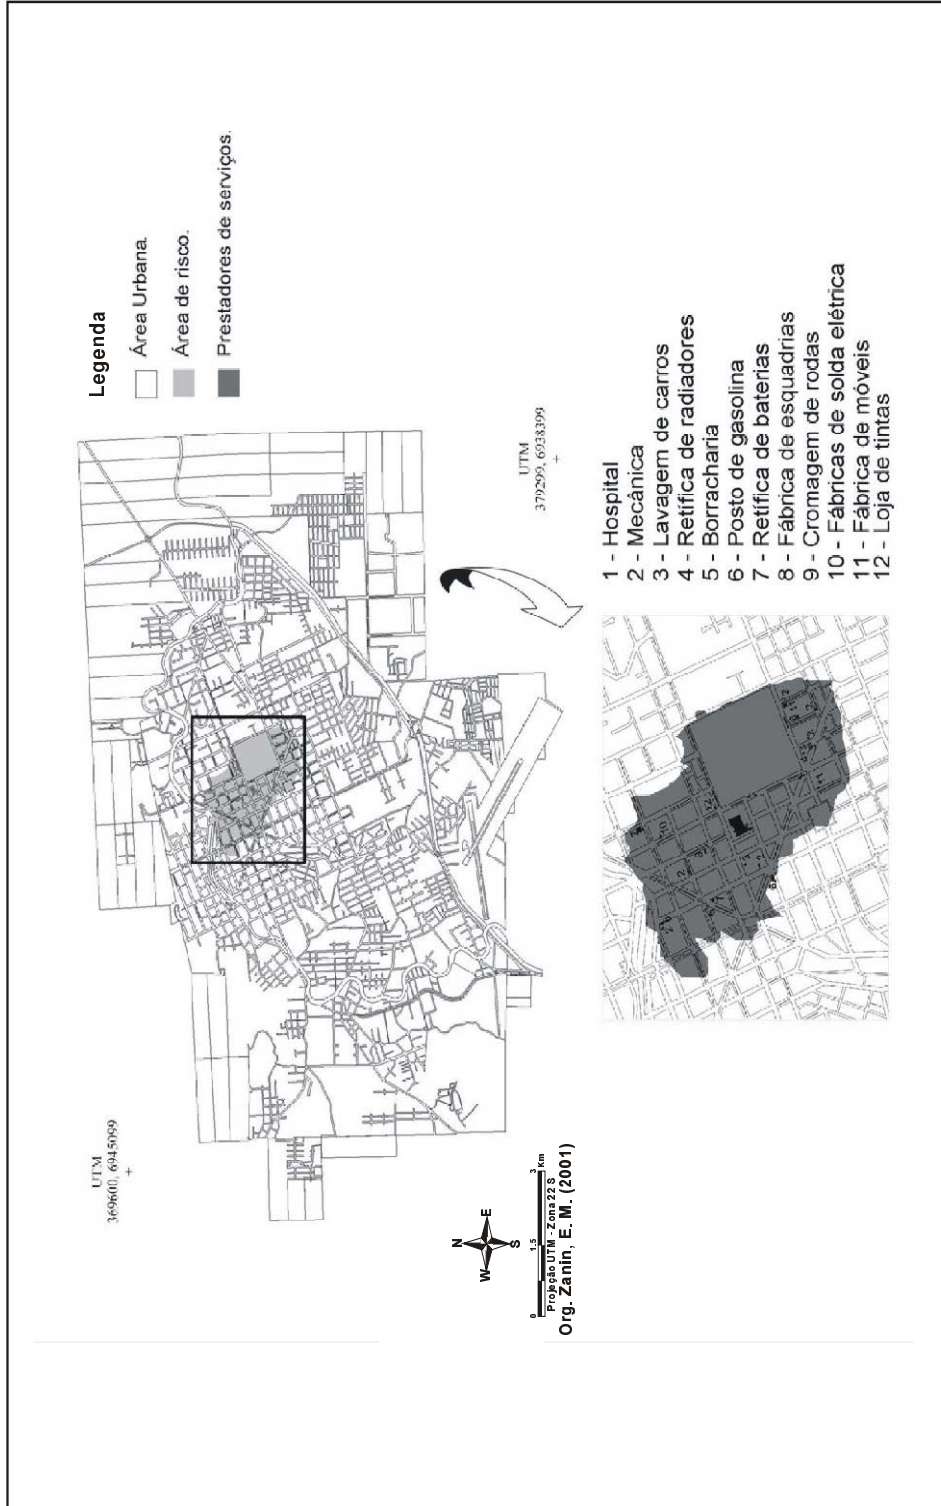 Legenda
Área Urbana.
Área de risco.
Prestadores de serviços.
UTM
369600, 6945099
+
UTM
379299, 6938399
+
N
W
E
S
0
1.5
3
Km
Projeção UTM - Zona 22 S
Org. Zanin, E. M. (2001)
1 - Hospital
2 - Mecânica
3 - Lavagem de carros
4 - Retífica de radiadores
5 - Borracharia
6 - Posto de gasolina
7 - Retífica de baterias
8 - Fábrica de esquadrias
9 - Cromagem de rodas
10 - Fábricas de solda elétrica
11 - Fábrica de móveis
12 - Loja de tintas